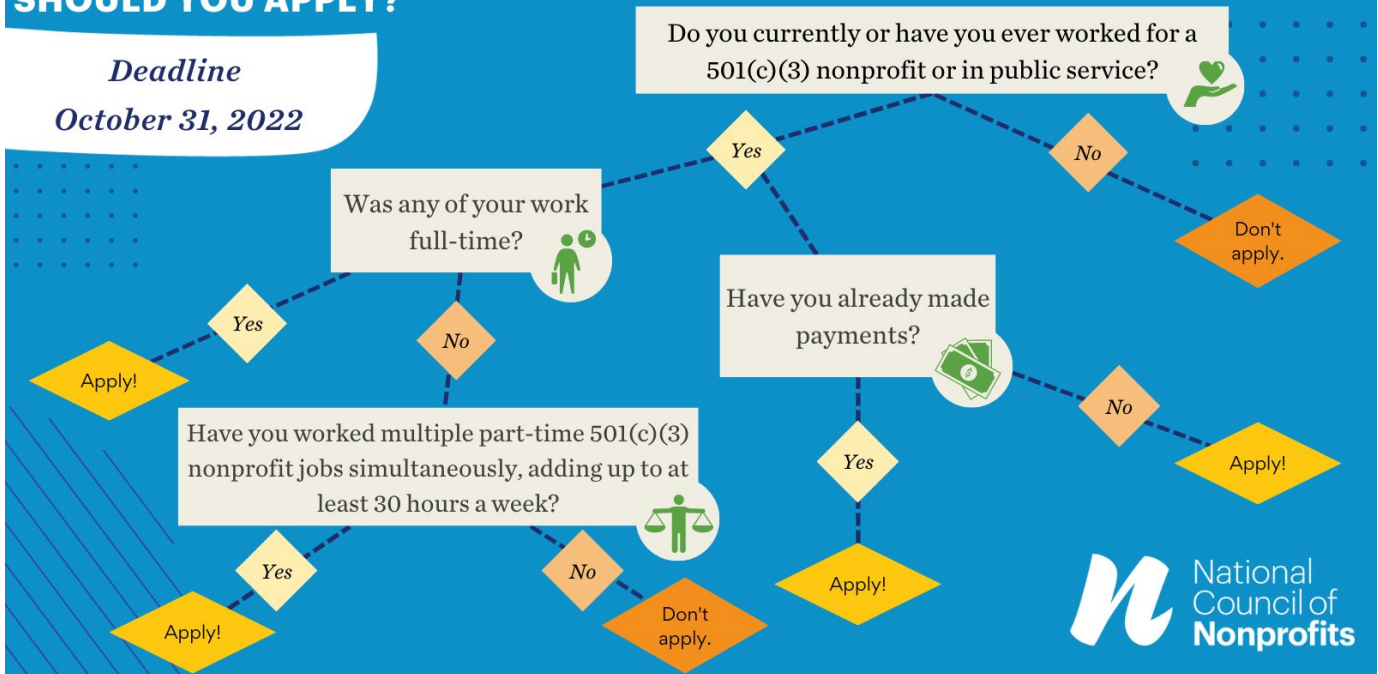 SHOULD YOU APPLY?
Deadline
October 31, 2022
Do you currently or have you ever worked for a
501(c)(3) nonprofit or in public service?
Yes
No
Was any of your work
full-time?
Don't
apply.
Have you already made
payments?
Yes
No
Apply!
No
Have you worked multiple part-time 501(c)(3)
nonprofit jobs simultaneously, adding up to at
least 30 hours a week?
Yes
Apply!
Yes
No
Apply!
Don't
apply.
Apply!
National
Council of
Nonprofits